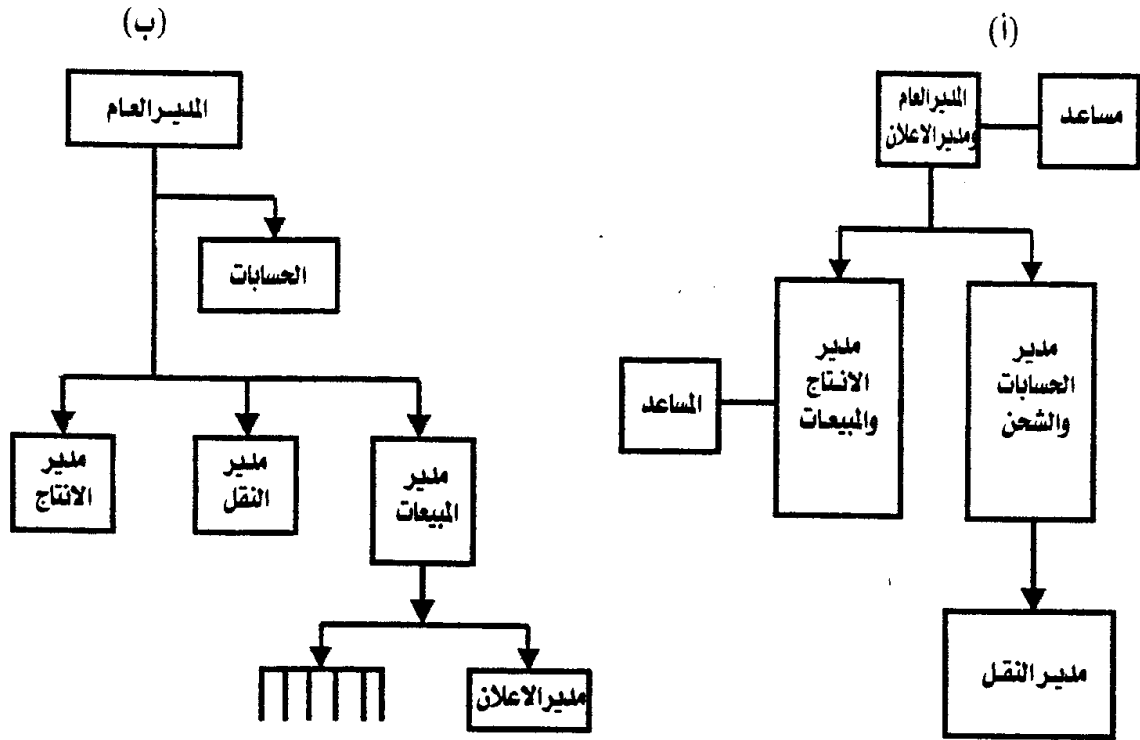 (أ)
المدير العام
ومدير الاعلان
مساعد
مدير
الحسابات
والشحن
مدير
الانتاج
والمبيعات
المساعد
مدير النقل
(ب)
المدير العام
الحسابات
مدير
المبيعات
مدير
النقل
مدير
الانتاج
مدير الاعلان